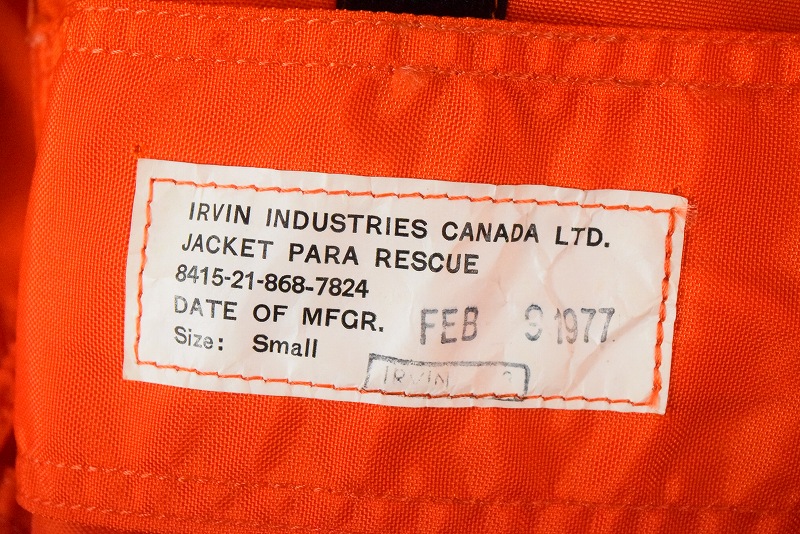 IRVIN INDUSTRIES CANADA LTD.
JACKET PARA RESCUE
8415-21-868-7824
DATE OF MFGR. FEB 9 1977
Size: Small
IRVIN